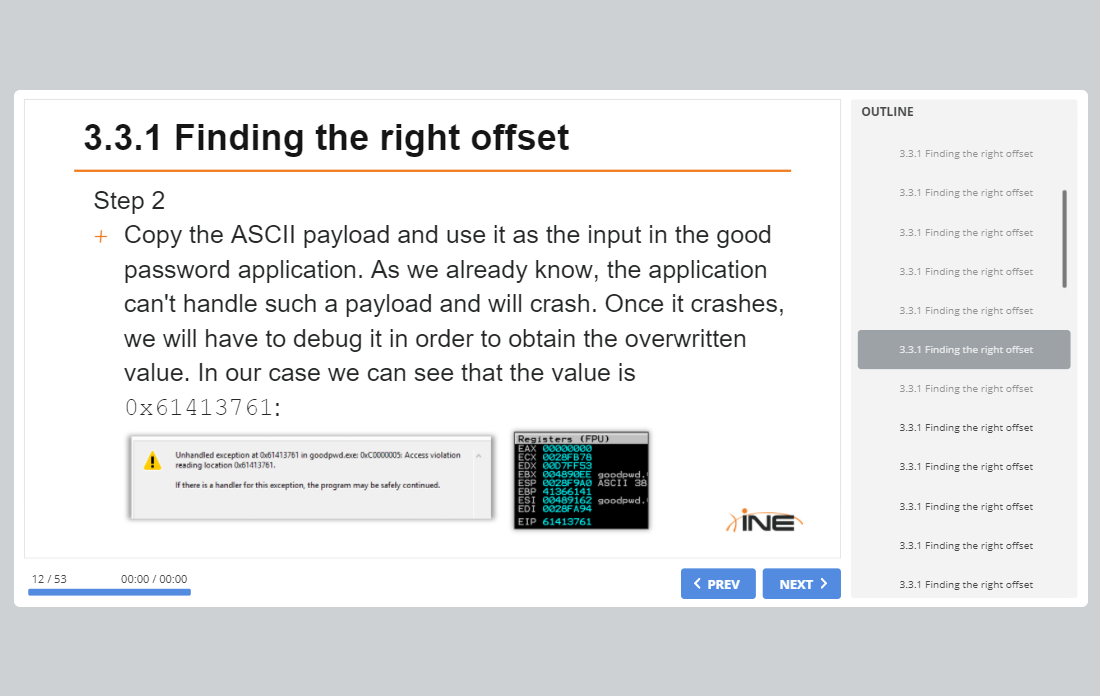 3.3.1 Finding the right offset
Step 2
+ Copy the ASCII payload and use it as the input in the good
password application. As we already know, the application
can't handle such a payload and will crash. Once it crashes,
we will have to debug it in order to obtain the overwritten
value. In our case we can see that the value is
0x61413761:
Unhandled exception at 0x61413761 in goodpwd.exe: 0xC0000005: Access violation
reading location 0x61413761.
If there is a handler for this exception, the program may be safely continued.
Registers (FPU)
EAX 00000000
ECX 0028FB78
EDX 00D7FF53
EBX 004890EE goodpwd.
ESP 0028F9A0 ASCII 38
EBP 41366141
ESI 00489162 goodpwd.
EDI 0028FA94
EIP 61413761
iNE
12 / 53
00:00 / 00:00
PREV
NEXT
OUTLINE
3.3.1 Finding the right offset
3.3.1 Finding the right offset
3.3.1 Finding the right offset
3.3.1 Finding the right offset
3.3.1 Finding the right offset
3.3.1 Finding the right offset
3.3.1 Finding the right offset
3.3.1 Finding the right offset
3.3.1 Finding the right offset
3.3.1 Finding the right offset
3.3.1 Finding the right offset
3.3.1 Finding the right offset